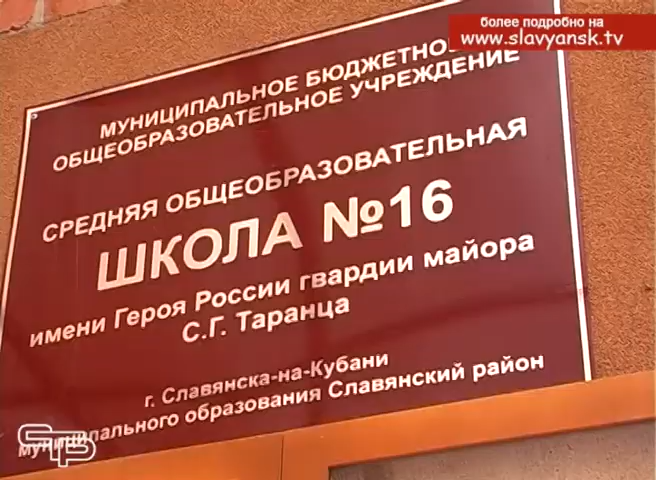 более подробно на
www.slavyansk.tv
МУНИЦИПАЛЬНОЕ БЮДЖЕТНОЕ
ОБЩЕОБРАЗОВАТЕЛЬНОЕ УЧРЕЖДЕНИЕ
СРЕДНЯЯ ОБЩЕОБРАЗОВАТЕЛЬНАЯ
ШКОЛА №16
имени Героя России гвардии майора
С.Г. Таранца
г. Славянска-на-Кубани
муниципального образования Славянский район